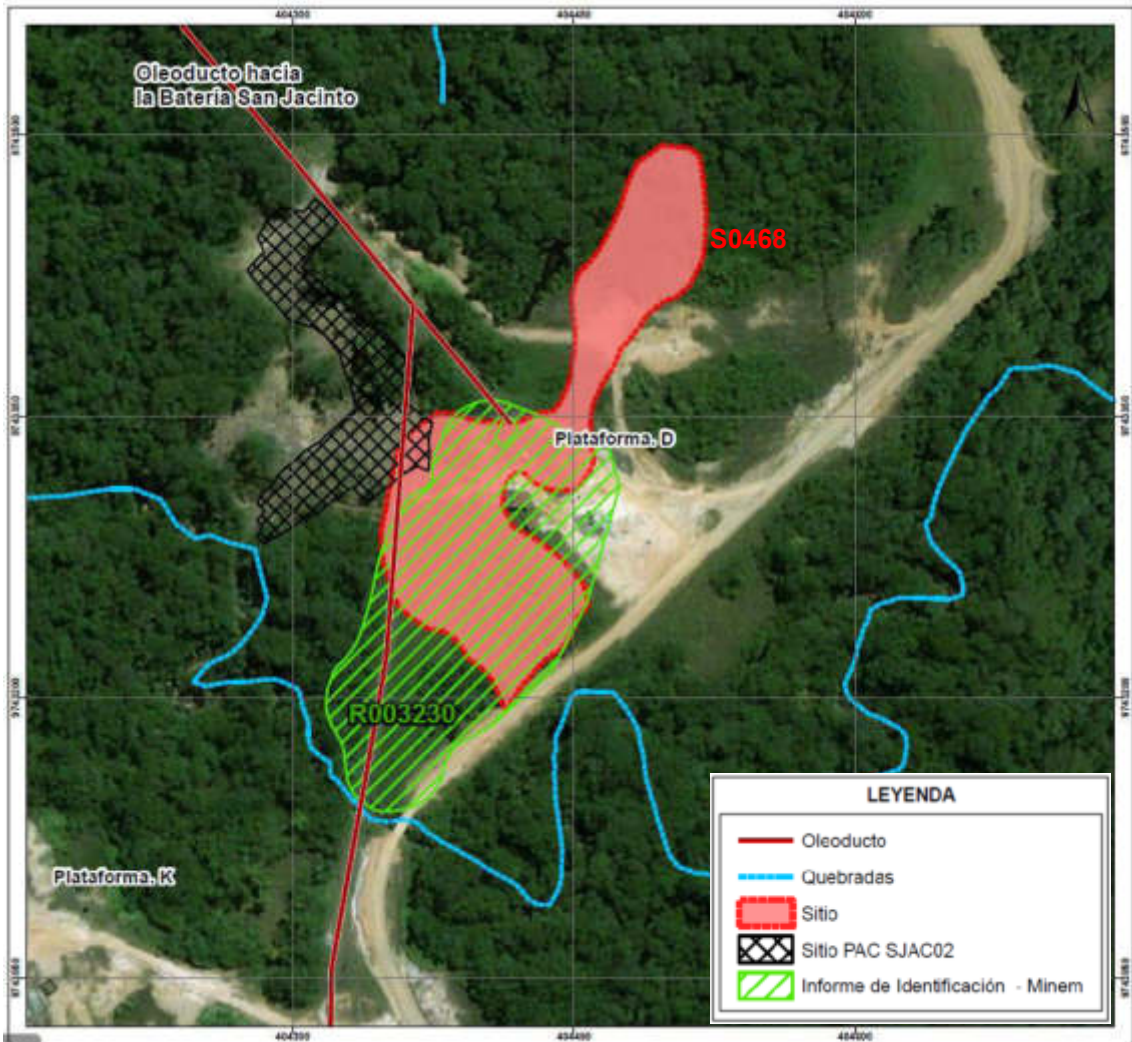 Oleoducto hacia
la Bateria San Jacinto
S0468
Plataforma. D
R003230
Plataforma. K
LEYENDA
Oleoducto
Quebradas
Sitio
Sitio PAC SJAC02
Informe de Identificación - Minem